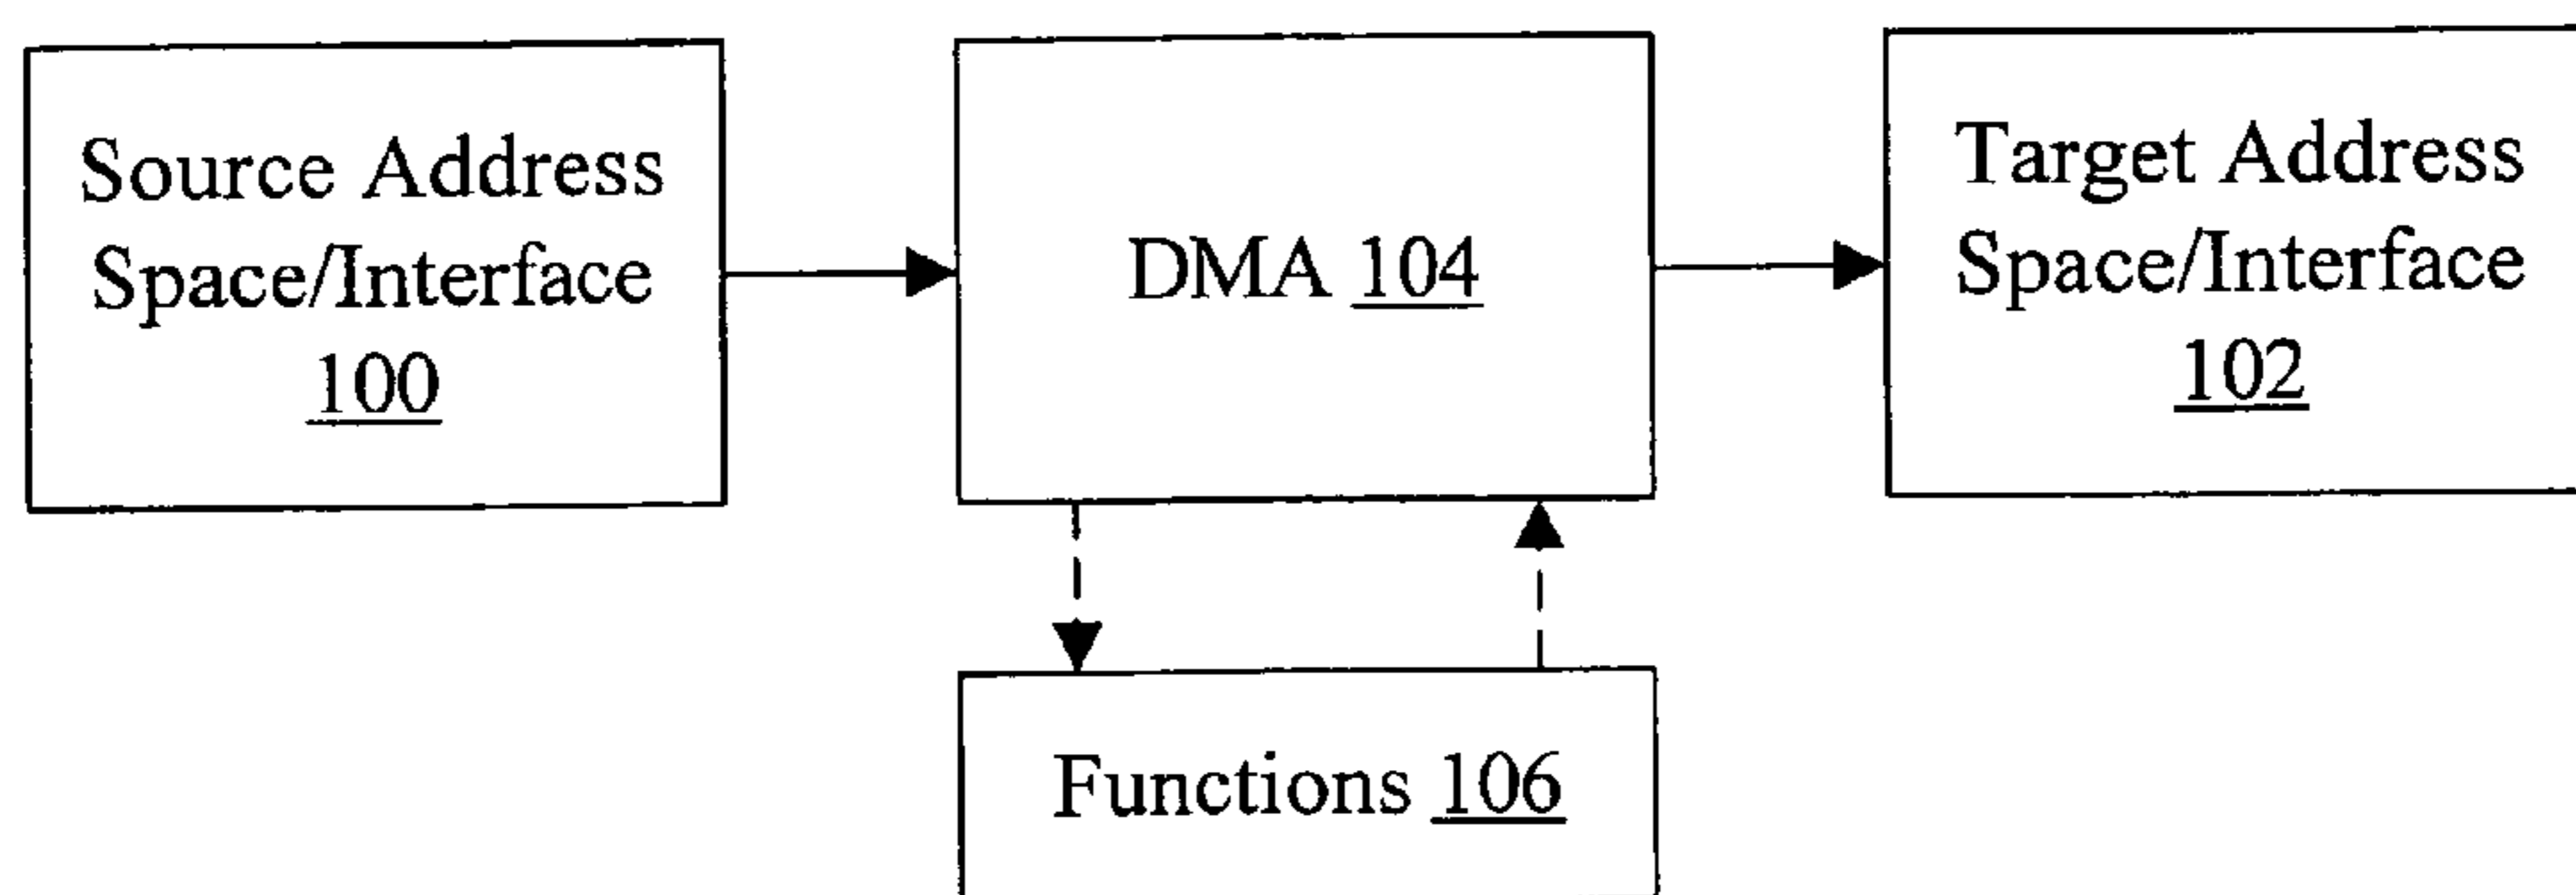 Source Address
Space/Interface
100
DMA 104
Target Address
Space/Interface
102
Functions 106